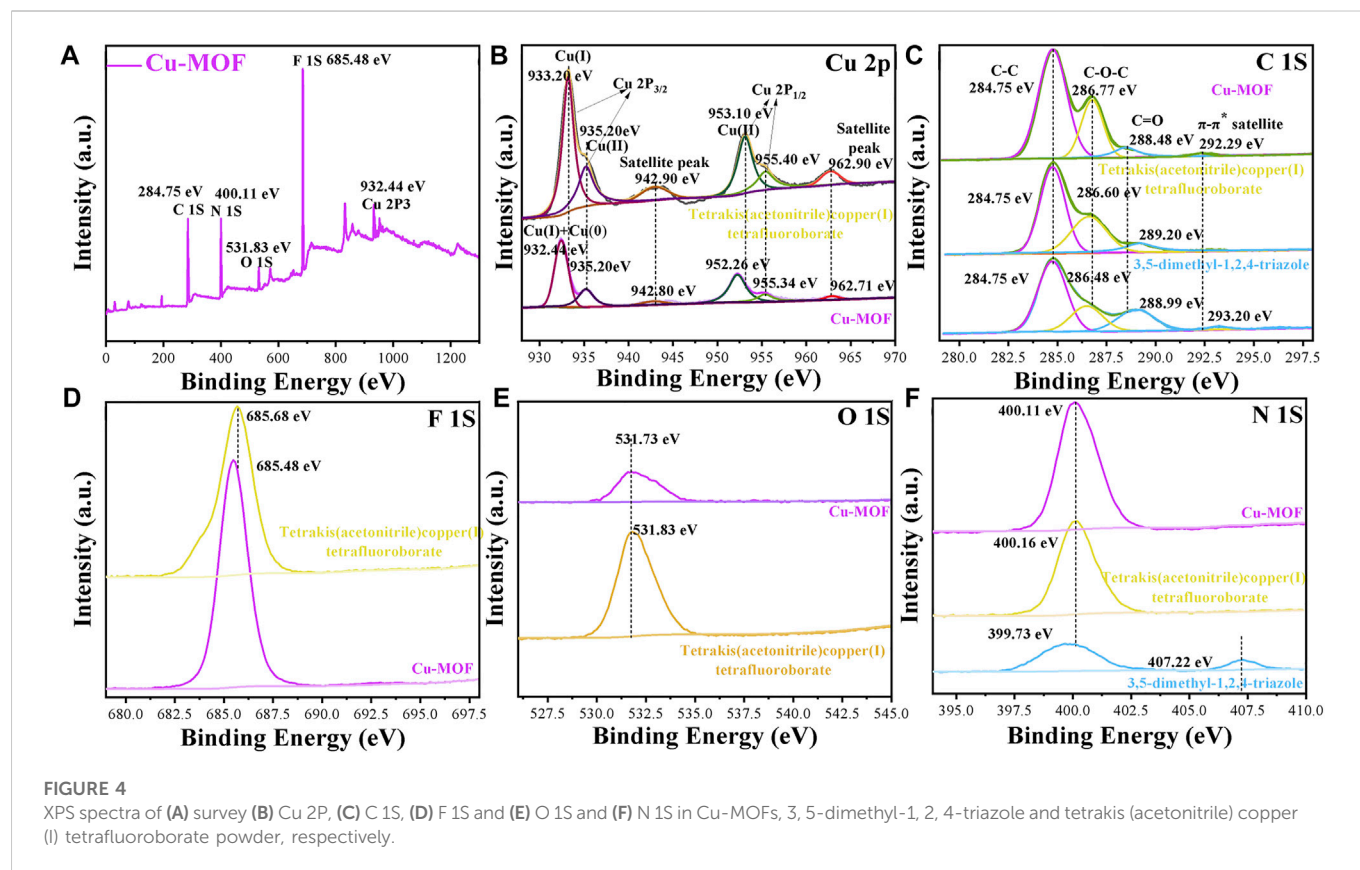 A
Cu-MOF
F 1S 685.48 eV
284.75 eV
C 1S
400.11 eV
N 1S
531.83 eV
O 1S
932.44 eV
Cu 2P3
Intensity (a.u.)
0 200 400 600 800 1000 1200
Binding Energy (eV)
B
Cu 2p
Cu(I)
933.20 eV
Cu 2P3/2
935.20eV
Cu(II)
Satellite peak
942.90 eV
953.10 eV
Cu(II)
Cu 2P1/2
955.40 eV
Satellite
peak
962.90 eV
Tetrakis(acetonitrile)copper(I)
tetrafluoroborate
Cu(I)+Cu(0)
932.44 eV
935.20eV
942.80 eV
952.26 eV
955.34 eV
962.71 eV
Cu-MOF
Intensity (a.u.)
930 935 940 945 950 955 960 965 970
Binding Energy (eV)
C
C 1S
C-C
284.75 eV
C-O-C
286.77 eV
Cu-MOF
C=O
288.48 eV
π-π* satellite
292.29 eV
Tetrakis(acetonitrile)copper(I)
tetrafluoroborate
284.75 eV
286.60 eV
289.20 eV
3,5-dimethyl-1,2,4-triazole
284.75 eV
286.48 eV
288.99 eV
293.20 eV
Intensity (a.u.)
280.0 282.5 285.0 287.5 290.0 292.5 295.0 297.5
Binding Energy (eV)
D
F 1S
685.68 eV
685.48 eV
Tetrakis(acetonitrile)copper(I)
tetrafluoroborate
Cu-MOF
Intensity (a.u.)
680.0 682.5 685.0 687.5 690.0 692.5 695.0 697.5
Binding Energy (eV)
E
O 1S
531.73 eV
Cu-MOF
531.83 eV
Tetrakis(acetonitrile)copper(I)
tetrafluoroborate
Intensity (a.u.)
527.5 530.0 532.5 535.0 537.5 540.0 542.5 545.0
Binding Energy (eV)
F
N 1S
400.11 eV
Cu-MOF
400.16 eV
Tetrakis(acetonitrile)copper(I)
tetrafluoroborate
399.73 eV
407.22 eV
3,5-dimethyl-1,2,4-triazole
Intensity (a.u.)
395.0 397.5 400.0 402.5 405.0 407.5 410.0
Binding Energy (eV)
FIGURE 4
XPS spectra of (A) survey (B) Cu 2P, (C) C 1S, (D) F 1S and (E) O 1S and (F) N 1S in Cu-MOFs, 3, 5-dimethyl-1, 2, 4-triazole and tetrakis (acetonitrile) copper
(I) tetrafluoroborate powder, respectively.